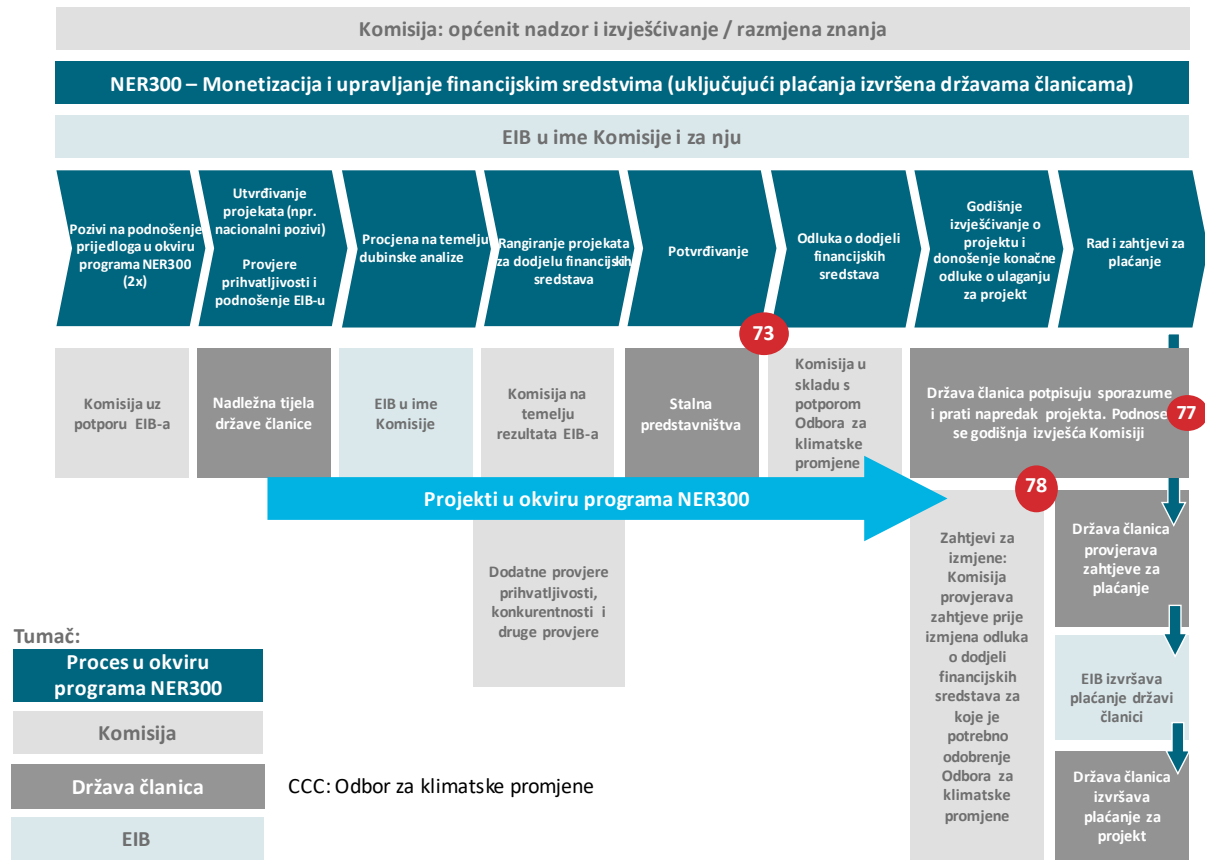 Komisija: općenit nadzor i izvješćivanje / razmjena znanja
NER300 – Monetizacija i upravljanje financijskim sredstvima (uključujući plaćanja izvršena državama članicama)
EIB u ime Komisije i za nju
Pozivi na podnošenje
prijedloga u okviru
programa NER300
(2x)
Utvrđivanje
projekata (npr.
nacionalni pozivi)
Provjere
prihvatljivosti i
podnošenje EIB-u
Procjena na temelju
dubinske analize
Rangiranje projekata
za dodjelu financijskih
sredstava
Potvrđivanje
Odluka o dodjeli
financijskih
sredstava
Godišnje
izvješćivanje o
projektu i
donošenje konačne
odluke o ulaganju
za projekt
Rad i zahtjevi za
plaćanje
73
Komisija uz
potporu EIB-a
Nadležna tijela
države članice
EIB u ime
Komisije
Komisija na
temelju
rezultata EIB-a
Stalna
predstavništva
Komisija u
skladu s
potporom
Odbora za
klimatske
promjene
Država članica potpisuju sporazume
i prati napredak projekta. Podnose
se godišnja izvješća Komisiji
77
78
Projekti u okviru programa NER300
Dodatne provjere
prihvatljivosti,
konkurentnosti i
druge provjere
Zahtjevi za
izmjene:
Komisija
provjerava
zahtjeve prije
izmjena odluka
o dodjeli
financijskih
sredstava za
koje je
potrebno
odobrenje
Odbora za
klimatske
promjene
Država članica
provjerava
zahtjeve za
plaćanje
EIB izvršava
plaćanje državi
članici
Država članica
izvršava
plaćanje za
projekt
Tumač:
Proces u okviru
programa NER300
Komisija
Država članica
EIB
CCC: Odbor za klimatske promjene